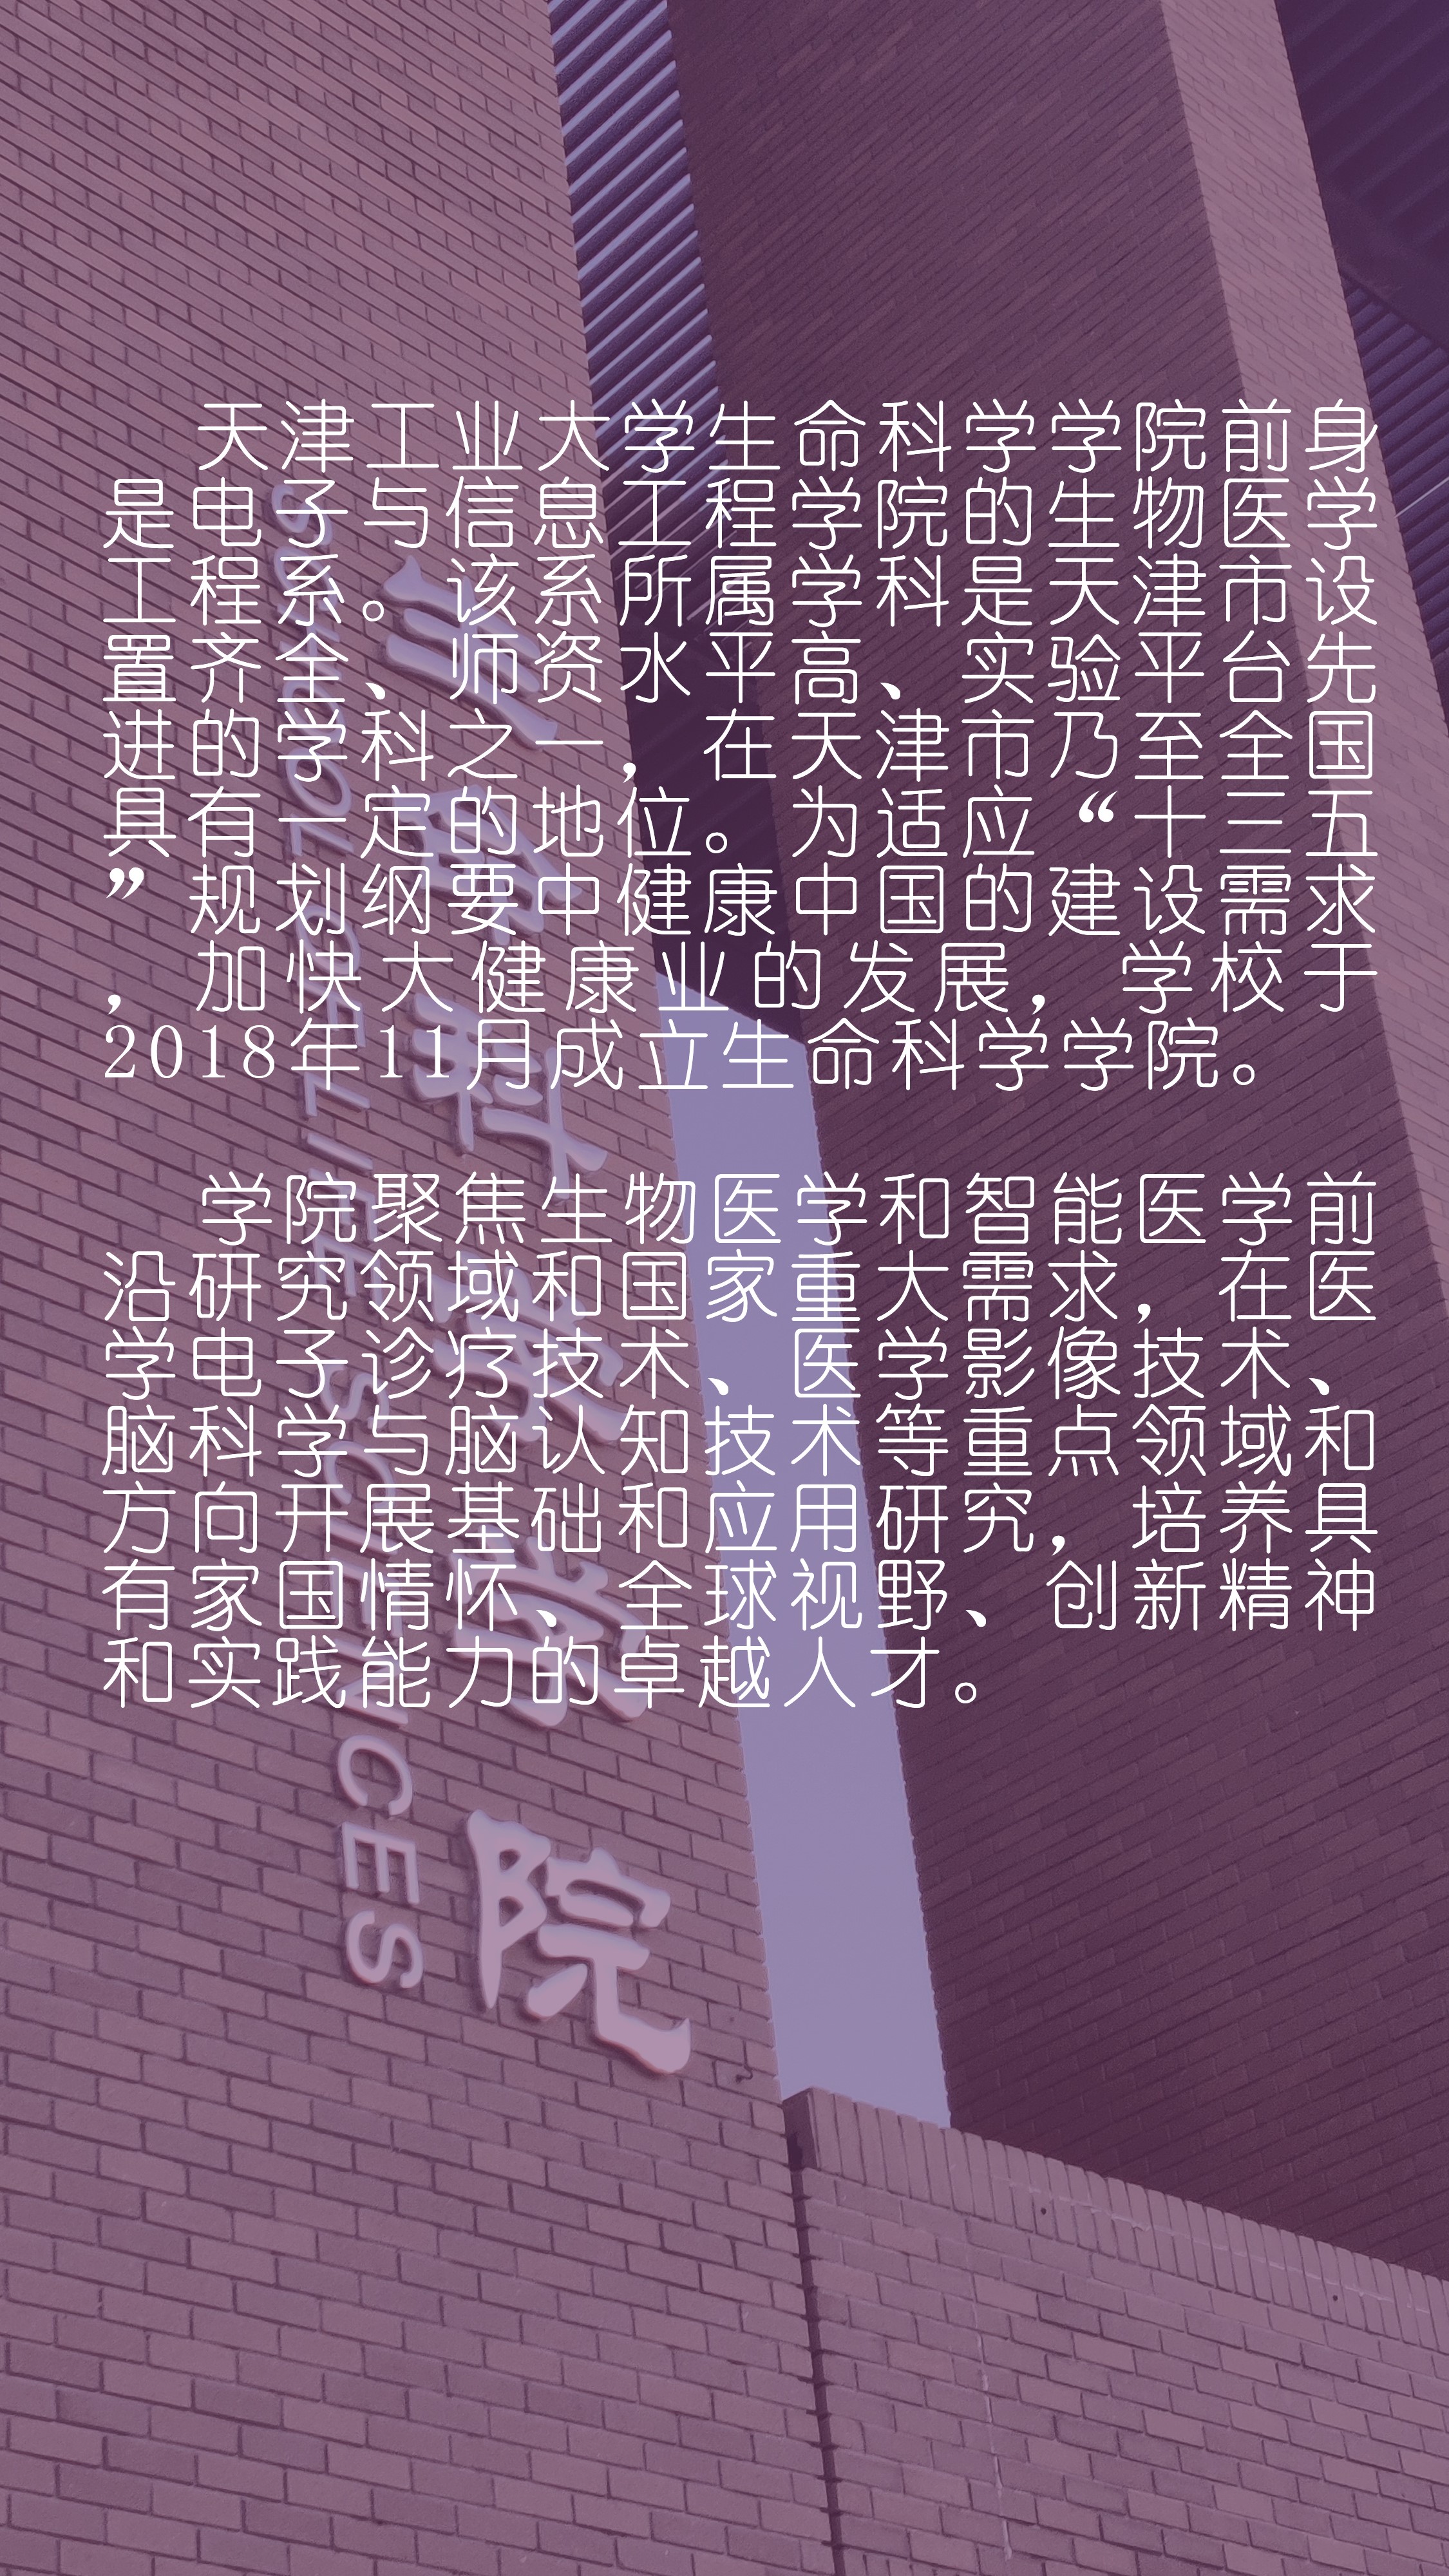 天津工业大学生命科学学院前身
是电子与信息工程学院的生物医学
工程系。该系所属学科是天津市设
置齐全、师资水平高、实验平台先
进的学科之一，在天津市乃至全国
具有一定的地位。为适应“十三五
”规划纲要中健康中国的建设需求
，加快大健康业的发展，学校于
2018年11月成立生命科学学院。
学院聚焦生物医学和智能医学前
沿研究领域和国家重大需求，在医
学电子诊疗技术、医学影像技术、
脑科学与脑认知技术等重点领域和
方向开展基础和应用研究，培养具
有家国情怀、全球视野、创新精神
和实践能力的卓越人才。
生命科学学院
SCHOOL OF LIFE SCIENCES